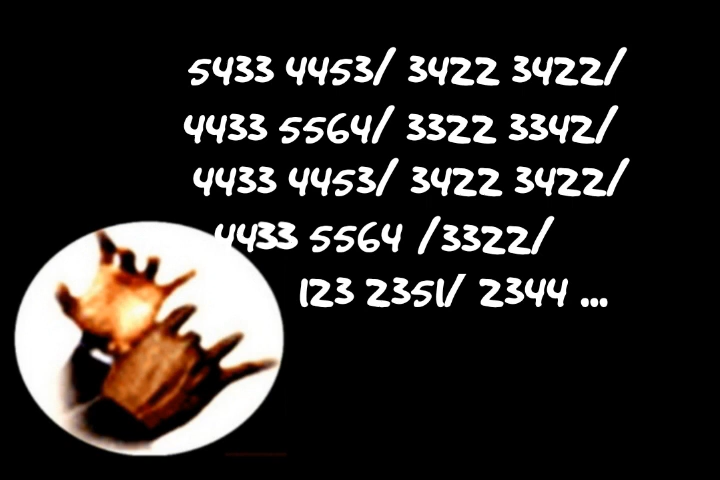 5433 4453/ 3422 3422/
4433 5564/ 3322 3342/
4433 4453/ 3422 3422/
4433 5564 /3322/
123 2351/ 2344 ...